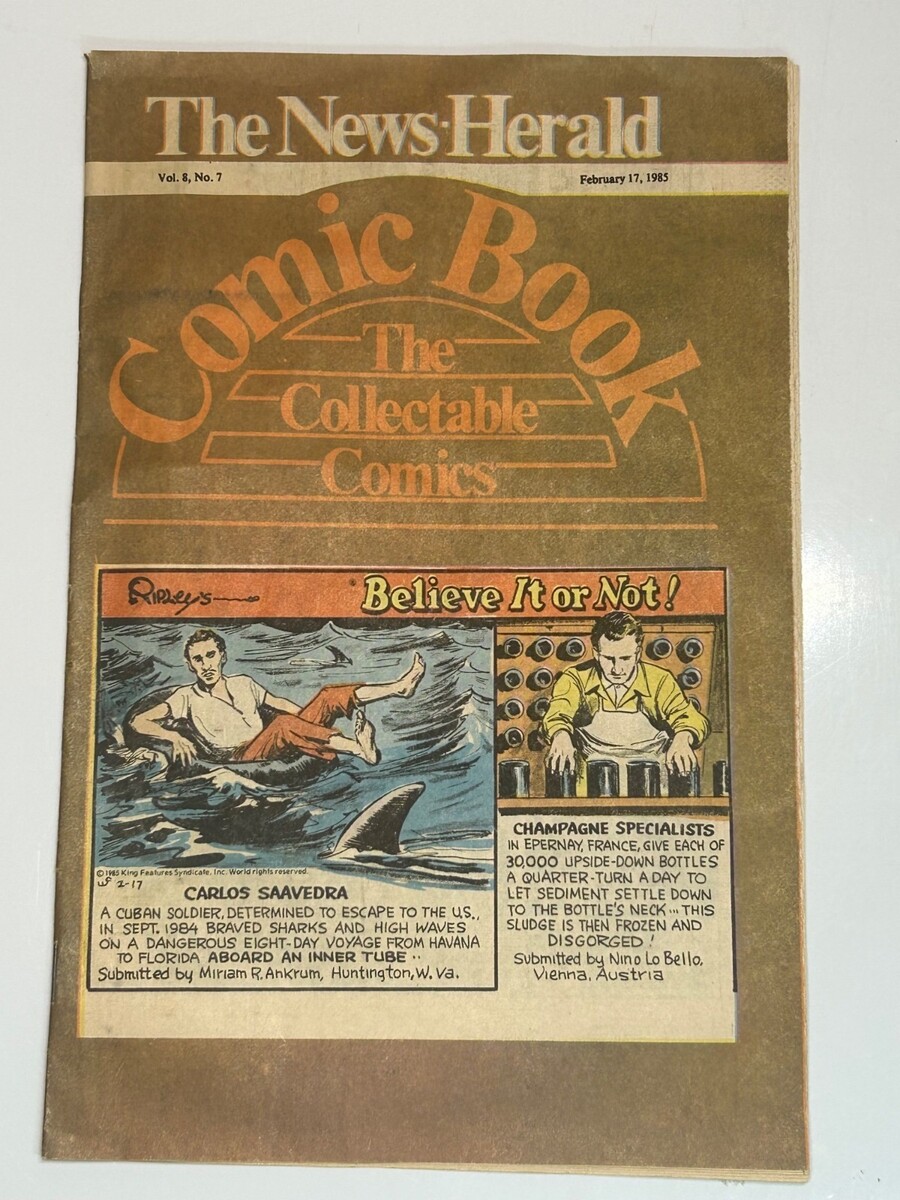 The News-Herald
Vol. 8, No. 7
February 17, 1985
Comic Book
The
Collectable
Comics
Ripley's
Believe It or Not!
© 1985 King Features Syndicate, Inc. World rights reserved.
2-17
CARLOS SAAVEDRA
A CUBAN SOLDIER, DETERMINED TO ESCAPE TO THE U.S.,
IN SEPT. 1984 BRAVED SHARKS AND HIGH WAVES
ON A DANGEROUS EIGHT-DAY VOYAGE FROM HAVANA
TO FLORIDA ABOARD AN INNER TUBE ··
Submitted by Miriam R. Ankrum, Huntington, W. Va.
CHAMPAGNE SPECIALISTS
IN EPERNAY, FRANCE, GIVE EACH OF
30,000 UPSIDE-DOWN BOTTLES
A QUARTER-TURN A DAY TO
LET SEDIMENT SETTLE DOWN
TO THE BOTTLE'S NECK ··· THIS
SLUDGE IS THEN FROZEN AND
DISGORGED!
Submitted by Nino Lo Bello,
Vienna, Austria